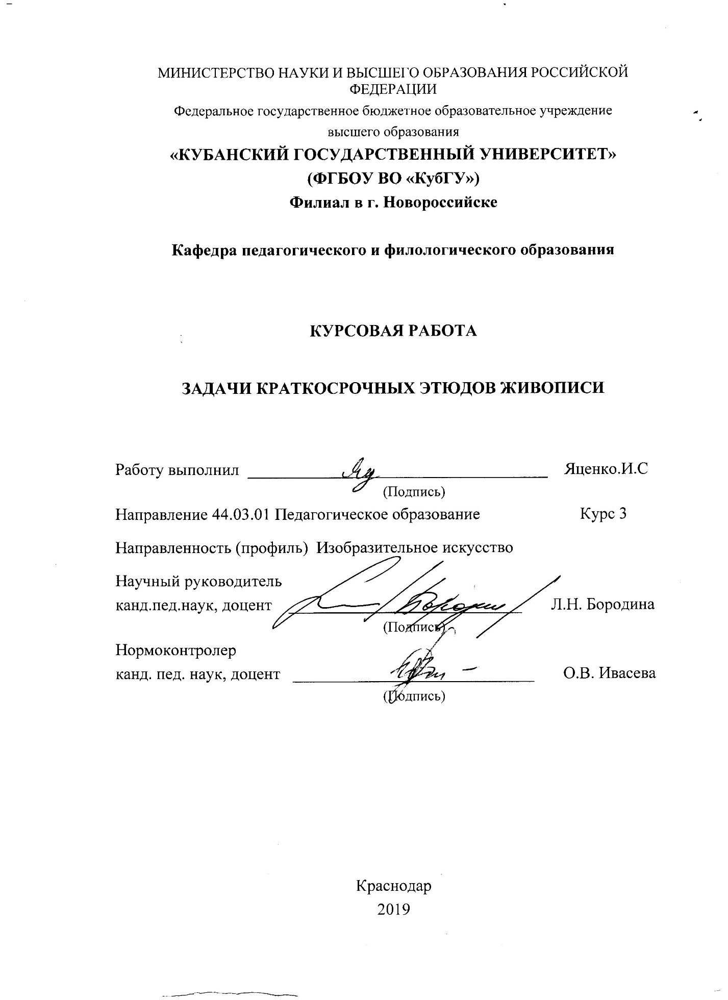 МИНИСТЕРСТВО НАУКИ И ВЫСШЕГО ОБРАЗОВАНИЯ РОССИЙСКОЙ
ФЕДЕРАЦИИ
Федеральное государственное бюджетное образовательное учреждение
высшего образования
«КУБАНСКИЙ ГОСУДАРСТВЕННЫЙ УНИВЕРСИТЕТ»
(ФГБОУ ВО «КубГУ»)
Филиал в г. Новороссийске
Кафедра педагогического и филологического образования
КУРСОВАЯ РАБОТА
ЗАДАЧИ КРАТКОСРОЧНЫХ ЭТЮДОВ ЖИВОПИСИ
Работу выполнил Яценко.И.С
(Подпись)
Направление 44.03.01 Педагогическое образование Курс 3
Направленность (профиль) Изобразительное искусство
Научный руководитель
канд.пед.наук, доцент Л.Н. Бородина
(Подпись)
Нормоконтролер
канд. пед. наук, доцент О.В. Ивасева
(Подпись)
Краснодар
2019